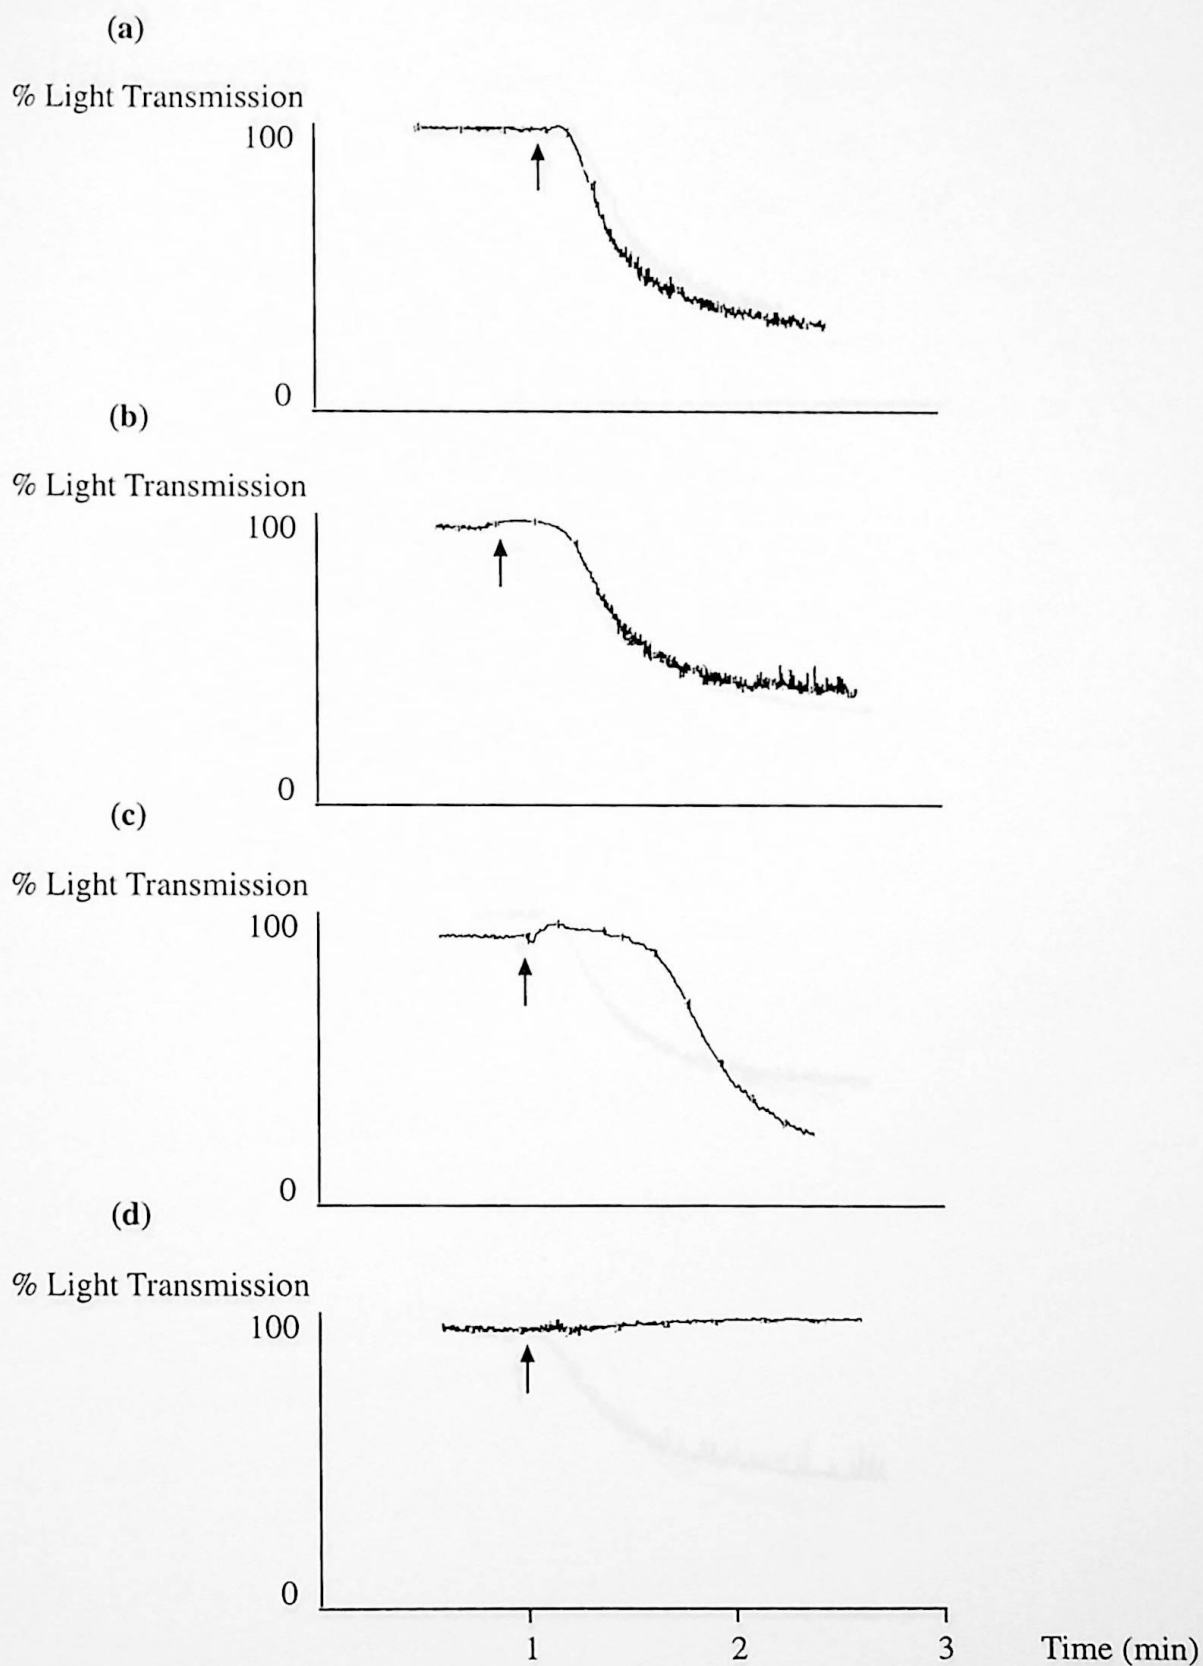 (a)
% Light Transmission
100
0
(b)
% Light Transmission
100
0
(c)
% Light Transmission
100
0
(d)
% Light Transmission
100
0
1 2 3 Time (min)